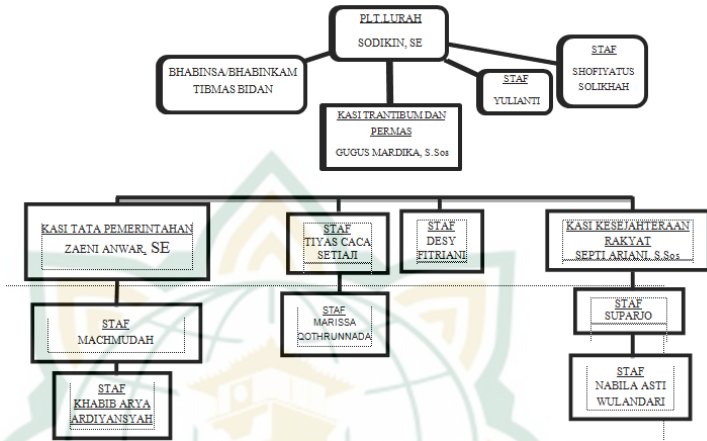 PLT.LURAH
SODIKIN, SE
BHABINSA/BHABINKAM
TIBMAS BIDAN
STAF
YULIANTI
STAF
SHOFIYATUS
SOLIKHAH
KASI TRANTIBUM DAN
PERMAS
GUGUS MARDIKA, S.Sos
KASI TATA PEMERINTAHAN
ZAENI ANWAR, SE
STAF
TIYAS CACA
SETIAJI
STAF
DESY
FITRIANI
KASI KESEJAHTERAAN
RAKYAT
SEPTI ARIANI, S.Sos
STAF
MACHMUDAH
STAF
MARISSA
QOTHRUNNADA
STAF
SUPARJO
STAF
KHABIB ARYA
ARDIYANSYAH
STAF
NABILA ASTI
WULANDARI